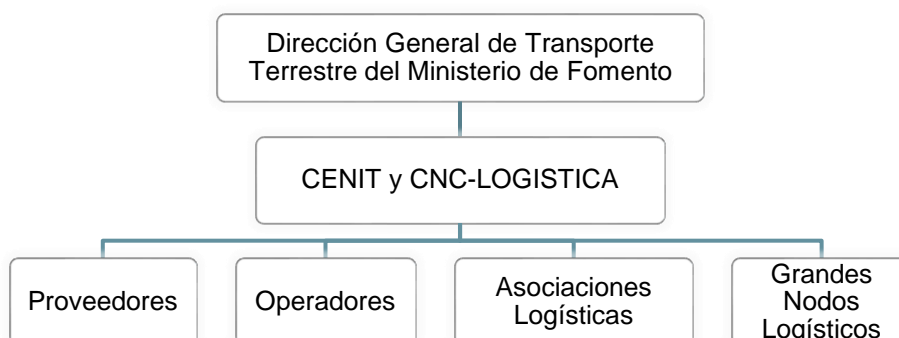 Dirección General de Transporte
Terrestre del Ministerio de Fomento
CENIT y CNC-LOGISTICA
Proveedores
Operadores
Asociaciones
Logísticas
Grandes
Nodos
Logísticos